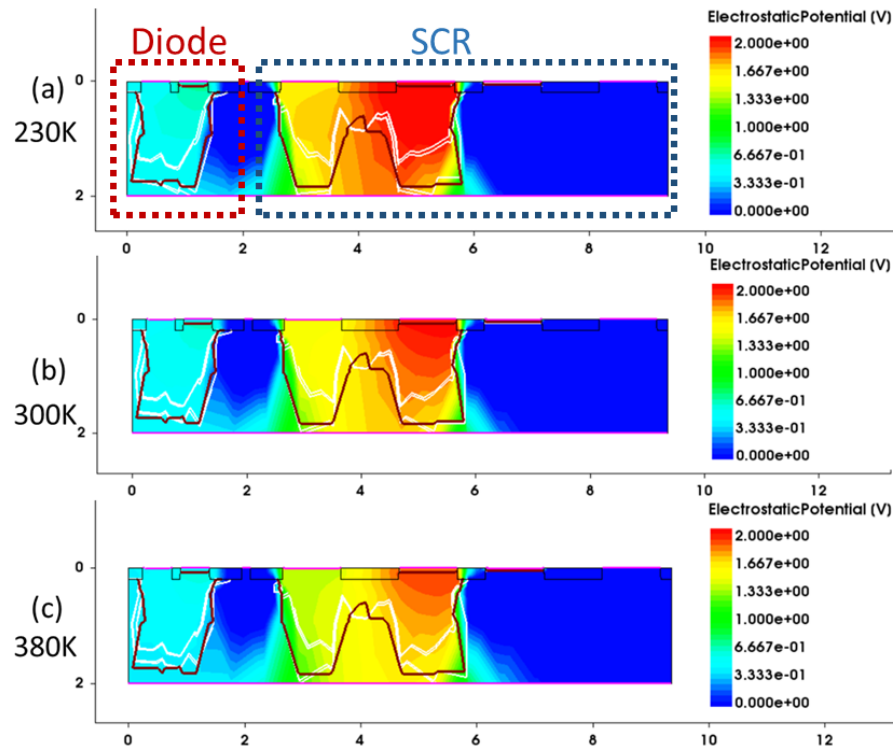 Diode SCR
ElectrostaticPotential (V)
(a)
230K
0
2
2.000e+00
1.667e+00
1.333e+00
1.000e+00
6.667e-01
3.333e-01
0.000e+00
0 2 4 6 8 10 12
ElectrostaticPotential (V)
(b)
300K
0
2
2.000e+00
1.667e+00
1.333e+00
1.000e+00
6.667e-01
3.333e-01
0.000e+00
0 2 4 6 8 10 12
ElectrostaticPotential (V)
(c)
380K
0
2
2.000e+00
1.667e+00
1.333e+00
1.000e+00
6.667e-01
3.333e-01
0.000e+00
0 2 4 6 8 10 12